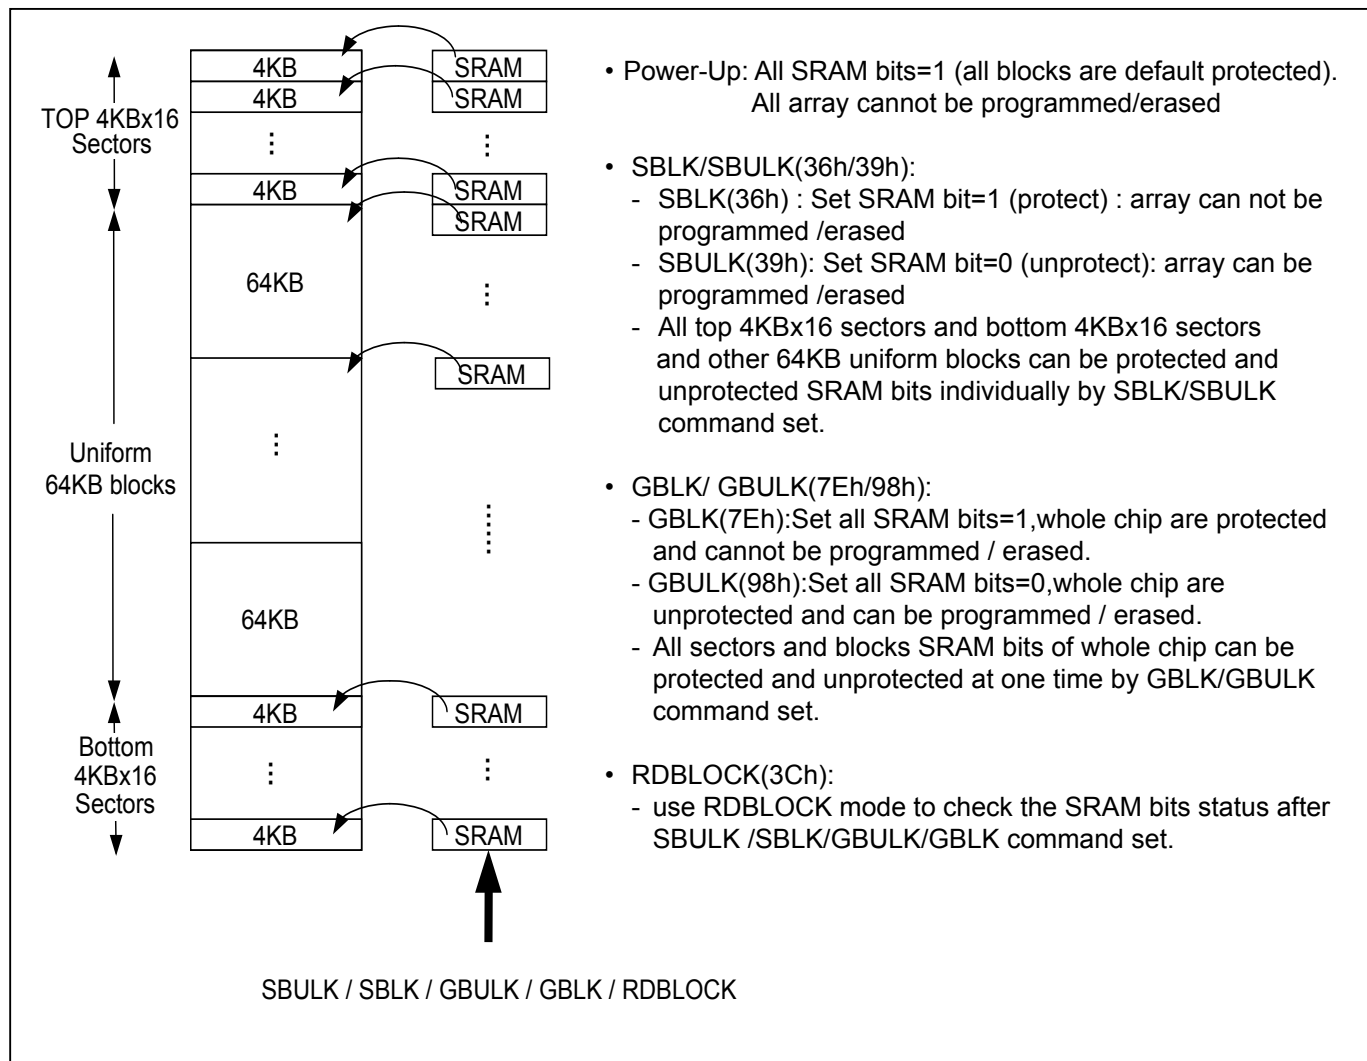 4KB
4KB
⋮
4KB
64KB
⋮
64KB
4KB
⋮
4KB
SRAM
SRAM
⋮
SRAM
SRAM
⋮
SRAM
SRAM
⋮
SRAM
TOP 4KBx16
Sectors
Uniform
64KB blocks
Bottom
4KBx16
Sectors
SBULK / SBLK / GBULK / GBLK / RDBLOCK
• Power-Up: All SRAM bits=1 (all blocks are default protected).
All array cannot be programmed/erased
• SBLK/SBULK(36h/39h):
- SBLK(36h) : Set SRAM bit=1 (protect) : array can not be
programmed /erased
- SBULK(39h): Set SRAM bit=0 (unprotect): array can be
programmed /erased
- All top 4KBx16 sectors and bottom 4KBx16 sectors
and other 64KB uniform blocks can be protected and
unprotected SRAM bits individually by SBLK/SBULK
command set.
• GBLK/ GBULK(7Eh/98h):
- GBLK(7Eh):Set all SRAM bits=1,whole chip are protected
and cannot be programmed / erased.
- GBULK(98h):Set all SRAM bits=0,whole chip are
unprotected and can be programmed / erased.
- All sectors and blocks SRAM bits of whole chip can be
protected and unprotected at one time by GBLK/GBULK
command set.
• RDBLOCK(3Ch):
- use RDBLOCK mode to check the SRAM bits status after
SBULK /SBLK/GBULK/GBLK command set.